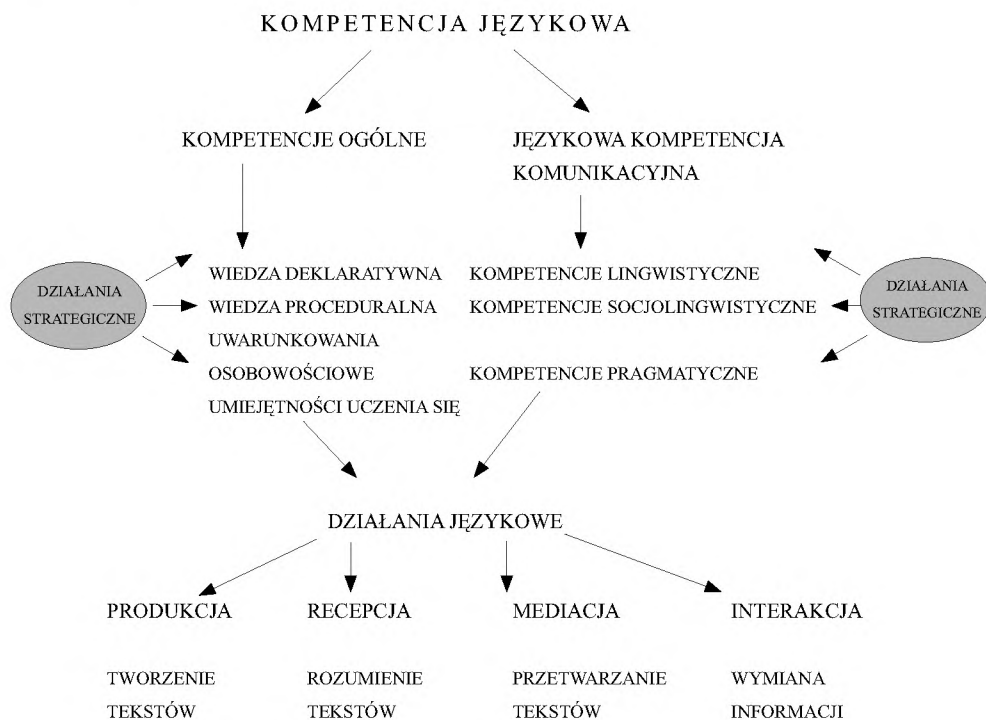 KOMPETENCJA JĘZYKOWA
KOMPETENCJE OGÓLNE
JĘZYKOWA KOMPETENCJA
KOMUNIKACYJNA
DZIAŁANIA
STRATEGICZNE
WIEDZA DEKLARATYWNA
WIEDZA PROCEDURALNA
UWARUNKOWANIA
OSOBOWOŚCIOWE
UMIEJĘTNOŚCI UCZENIA SIĘ
KOMPETENCJE LINGWISTYCZNE
KOMPETENCJE SOCJOLINGWISTYCZNE
KOMPETENCJE PRAGMATYCZNE
DZIAŁANIA
STRATEGICZNE
DZIAŁANIA JĘZYKOWE
PRODUKCJA
TWORZENIE
TEKSTÓW
RECEPCJA
ROZUMIENIE
TEKSTÓW
MEDIACJA
PRZETWARZANIE
TEKSTÓW
INTERAKCJA
WYMIANA
INFORMACJI